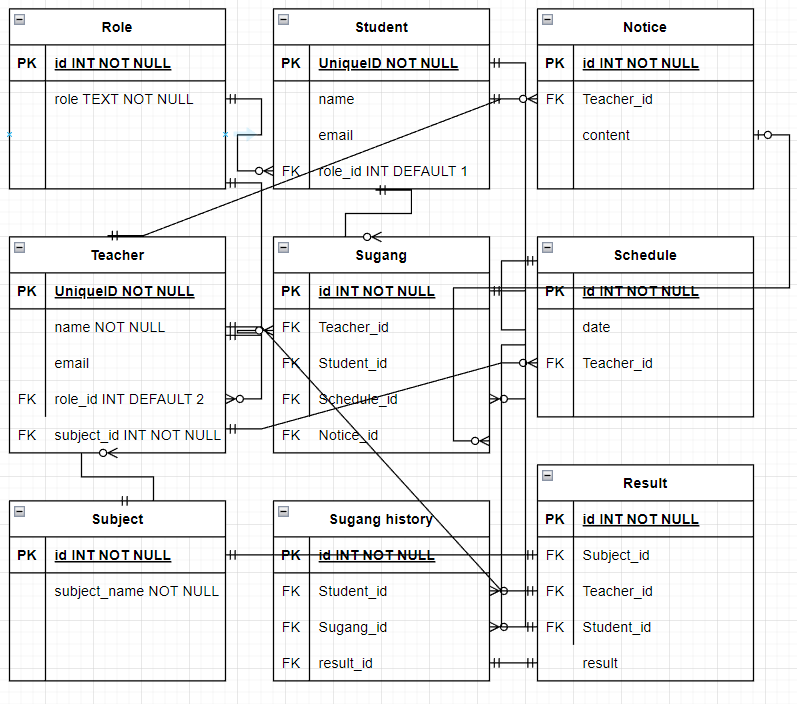 Role
PK id INT NOT NULL
role TEXT NOT NULL
Student
PK UniqueID NOT NULL
name
email
FK role_id INT DEFAULT 1
Notice
PK id INT NOT NULL
FK Teacher_id
content
Teacher
PK UniqueID NOT NULL
name NOT NULL
email
FK role_id INT DEFAULT 2
FK subject_id INT NOT NULL
Sugang
PK id INT NOT NULL
FK Teacher_id
FK Student_id
FK Schedule_id
FK Notice_id
Schedule
PK id INT NOT NULL
date
FK Teacher_id
Subject
PK id INT NOT NULL
subject_name NOT NULL
Sugang history
PK id INT NOT NULL
FK Student_id
FK Sugang_id
FK result_id
Result
PK id INT NOT NULL
FK Subject_id
FK Teacher_id
FK Student_id
result